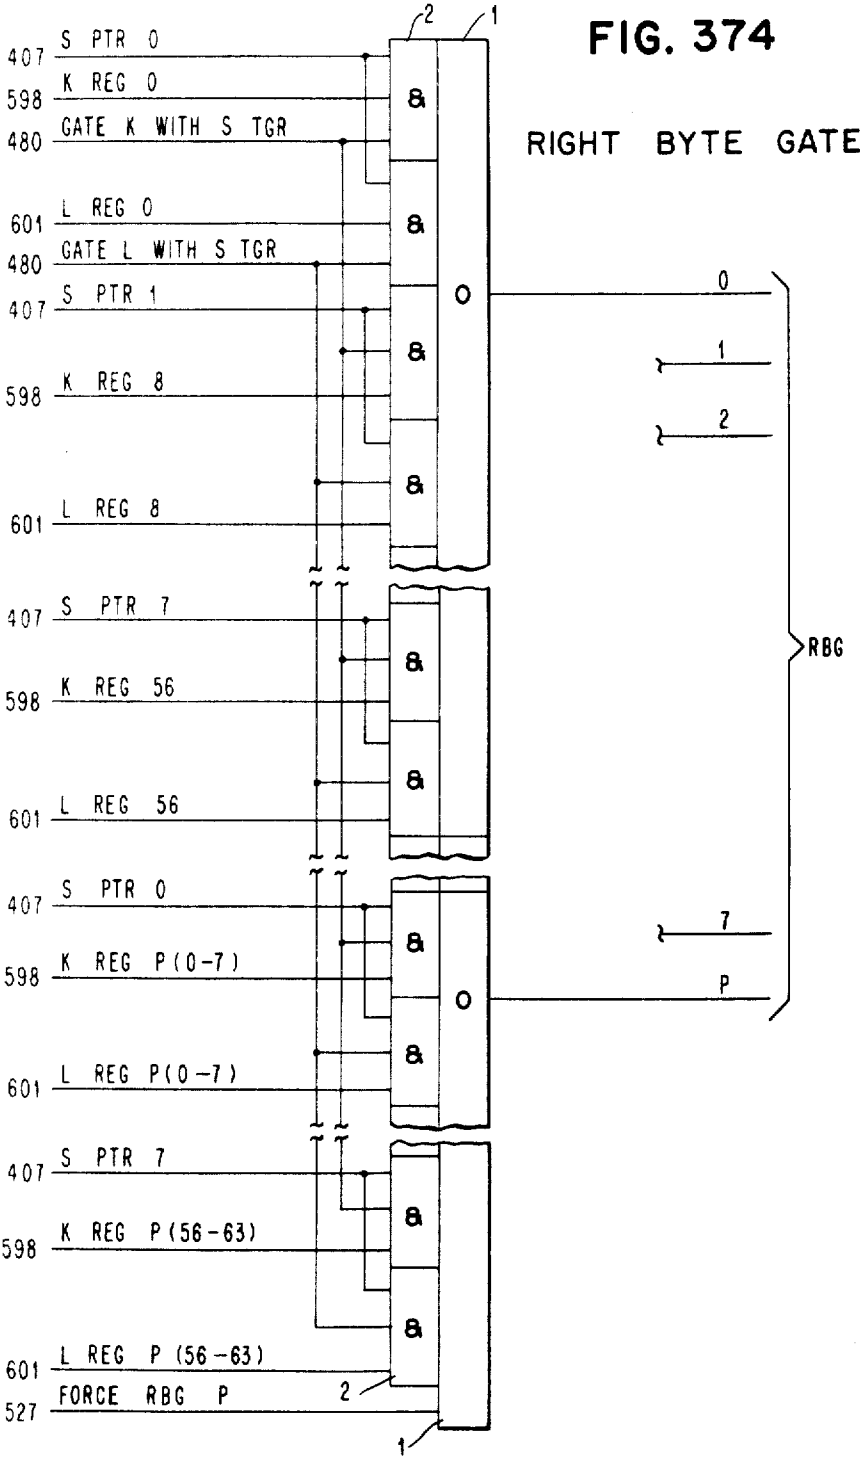 2 1
FIG. 374
RIGHT BYTE GATE
407 S PTR 0
598 K REG 0
&
480 GATE K WITH S TGR
601 L REG 0
&
480 GATE L WITH S TGR
0
407 S PTR 1
O
&
1
598 K REG 8
2
&
601 L REG 8
407 S PTR 7
&
RBG
598 K REG 56
&
601 L REG 56
407 S PTR 0
7
&
598 K REG P(0-7)
P
O
&
601 L REG P(0-7)
407 S PTR 7
&
598 K REG P(56-63)
&
601 L REG P(56-63)
2
527 FORCE RBG P
1